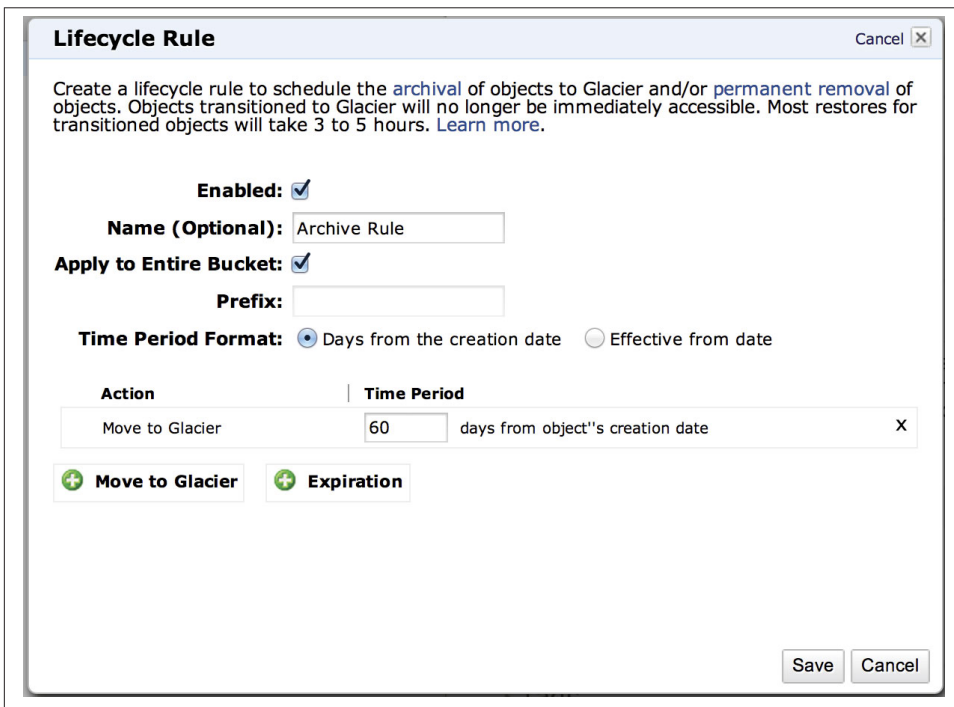 Lifecycle Rule
Cancel
Create a lifecycle rule to schedule the archival of objects to Glacier and/or permanent removal of
objects. Objects transitioned to Glacier will no longer be immediately accessible. Most restores for
transitioned objects will take 3 to 5 hours. Learn more.
Enabled:
Name (Optional): Archive Rule
Apply to Entire Bucket:
Prefix:
Time Period Format: Days from the creation date Effective from date
Action Time Period
Move to Glacier 60 days from object''s creation date x
Move to Glacier Expiration
Save Cancel